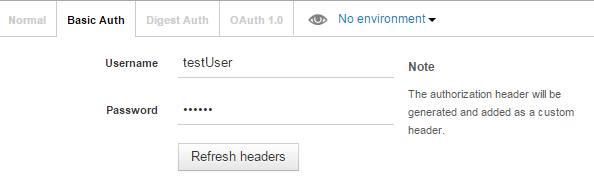 Normal Basic Auth Digest Auth OAuth 1.0 No environment
Username testUser
Note
Password ••••••
The authorization header will be
generated and added as a custom
header.
Refresh headers